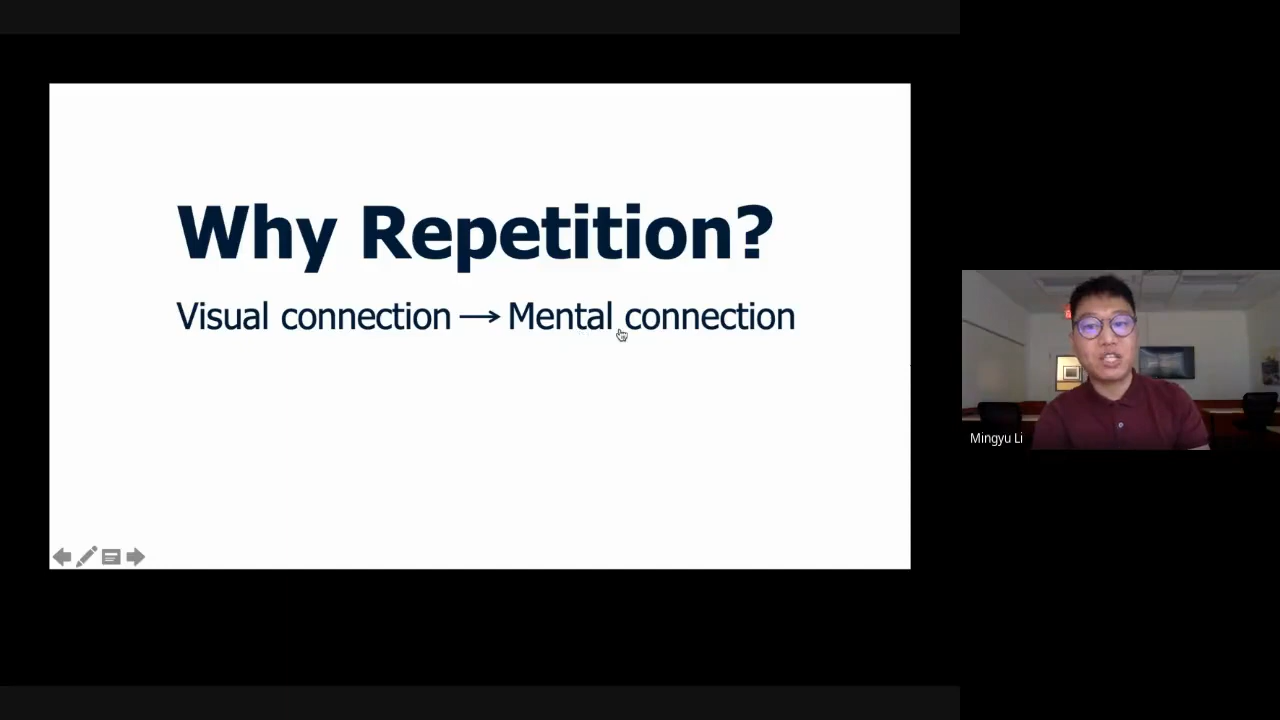 Why Repetition?
Visual connection → Mental connection
Mingyu Li